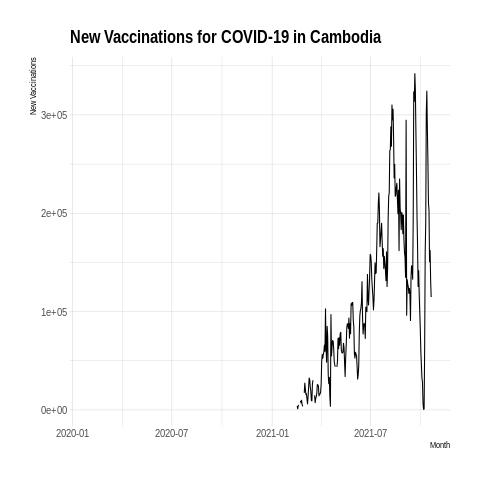 New Vaccinations for COVID-19 in Cambodia
New Vaccinations
3e+05
2e+05
1e+05
0e+00
2020-01 2020-07 2021-01 2021-07
Month